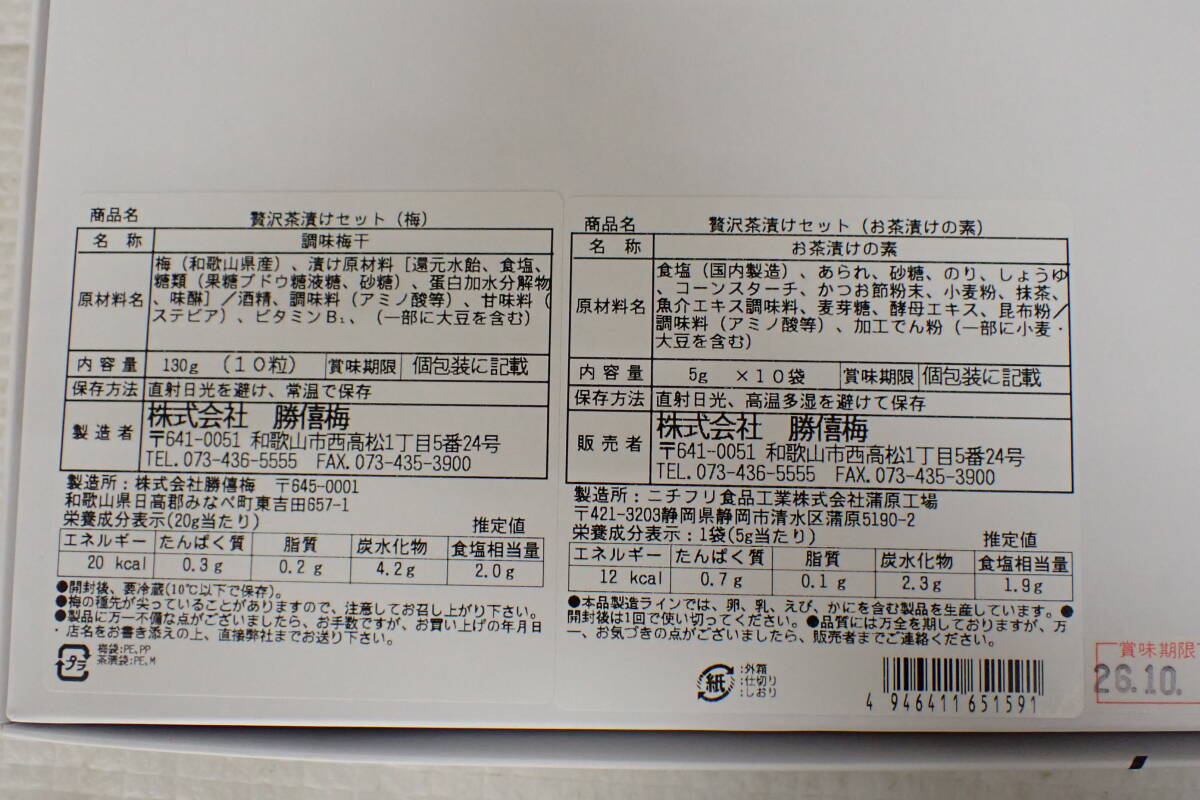 商品名 贅沢茶漬けセット（梅）
名 称 調味梅干
原材料名 梅（和歌山県産）、漬け原材料［還元水飴、食塩、
糖類（果糖ブドウ糖液糖、砂糖）、蛋白加水分解物
、味醂］／酒精、調味料（アミノ酸等）、甘味料（
ステビア）、ビタミンB₁、（一部に大豆を含む）
内容量 130g （10粒） 賞味期限 個包装に記載
保存方法 直射日光を避け、常温で保存
製造者 株式会社 勝僖梅
〒641-0051 和歌山市西高松1丁目5番24号
TEL.073-436-5555 FAX.073-435-3900
製造所：株式会社勝僖梅 〒645-0001
和歌山県日高郡みなべ町東吉田657-1
栄養成分表示(20g当たり) 推定値
エネルギー たんぱく質 脂質 炭水化物 食塩相当量
20 kcal 0.3g 0.2g 4.2g 2.0g
●開封後、要冷蔵(10℃以下で保存)。
●梅の種先が尖っていることがありますので、注意してお召し上がり下さい。
●製品に万一不備な点がございましたら、お手数ですが、お買い上げの年月日
・店名をお書き添えの上、直接弊社までお送り下さい。
プラ
梅袋:PE,PP
茶漬袋:PE,M
商品名 贅沢茶漬けセット（お茶漬けの素）
名 称 お茶漬けの素
原材料名 食塩（国内製造）、あられ、砂糖、のり、しょうゆ
、コーンスターチ、かつお節粉末、小麦粉、抹茶、
魚介エキス調味料、麦芽糖、酵母エキス、昆布粉／
調味料（アミノ酸等）、加工でん粉（一部に小麦・
大豆を含む）
内容量 5g ×10袋 賞味期限 個包装に記載
保存方法 直射日光、高温多湿を避けて保存
販売者 株式会社 勝僖梅
〒641-0051 和歌山市西高松1丁目5番24号
TEL.073-436-5555 FAX.073-435-3900
製造所：ニチフリ食品工業株式会社蒲原工場
〒421-3203静岡県静岡市清水区蒲原5190-2
栄養成分表示：1袋(5g当たり) 推定値
エネルギー たんぱく質 脂質 炭水化物 食塩相当量
12 kcal 0.7g 0.1g 2.3g 1.9g
●本品製造ラインでは、卵、乳、えび、かにを含む製品を生産しています。●
開封後は1回で使い切ってください。●品質には万全を期しておりますが、万
一、お気づきの点がございましたら、販売者までご連絡ください。
紙
:外箱
:仕切り
:しおり
4 946411 651591
賞味期限
26.10.